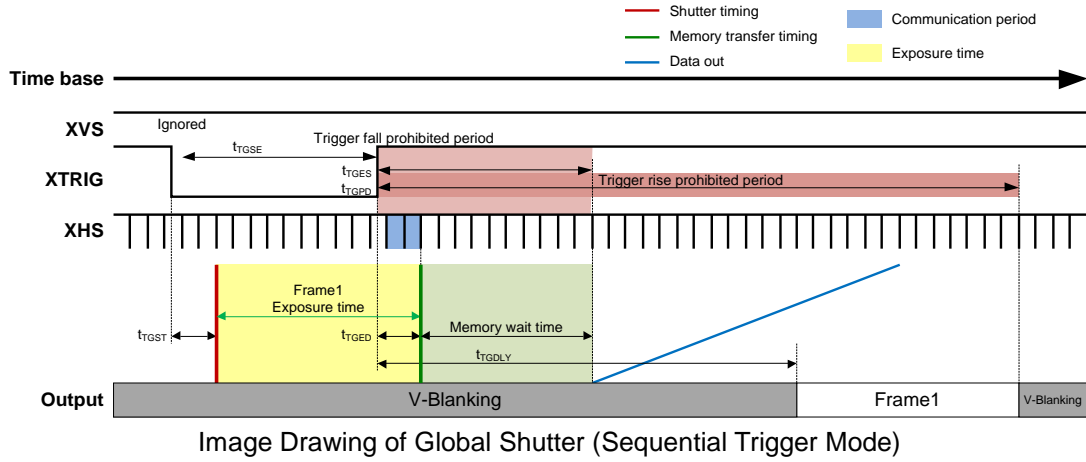 Shutter timing
Memory transfer timing
Data out
Communication period
Exposure time
Time base
XVS
Ignored
Trigger fall prohibited period
tTGSE
tTGES
XTRIG
tTGPD
Trigger rise prohibited period
XHS
Frame1
Exposure time
tTGST
tTGED
Memory wait time
tTGDLY
Output
V-Blanking
Frame1
V-Blanking
Image Drawing of Global Shutter (Sequential Trigger Mode)